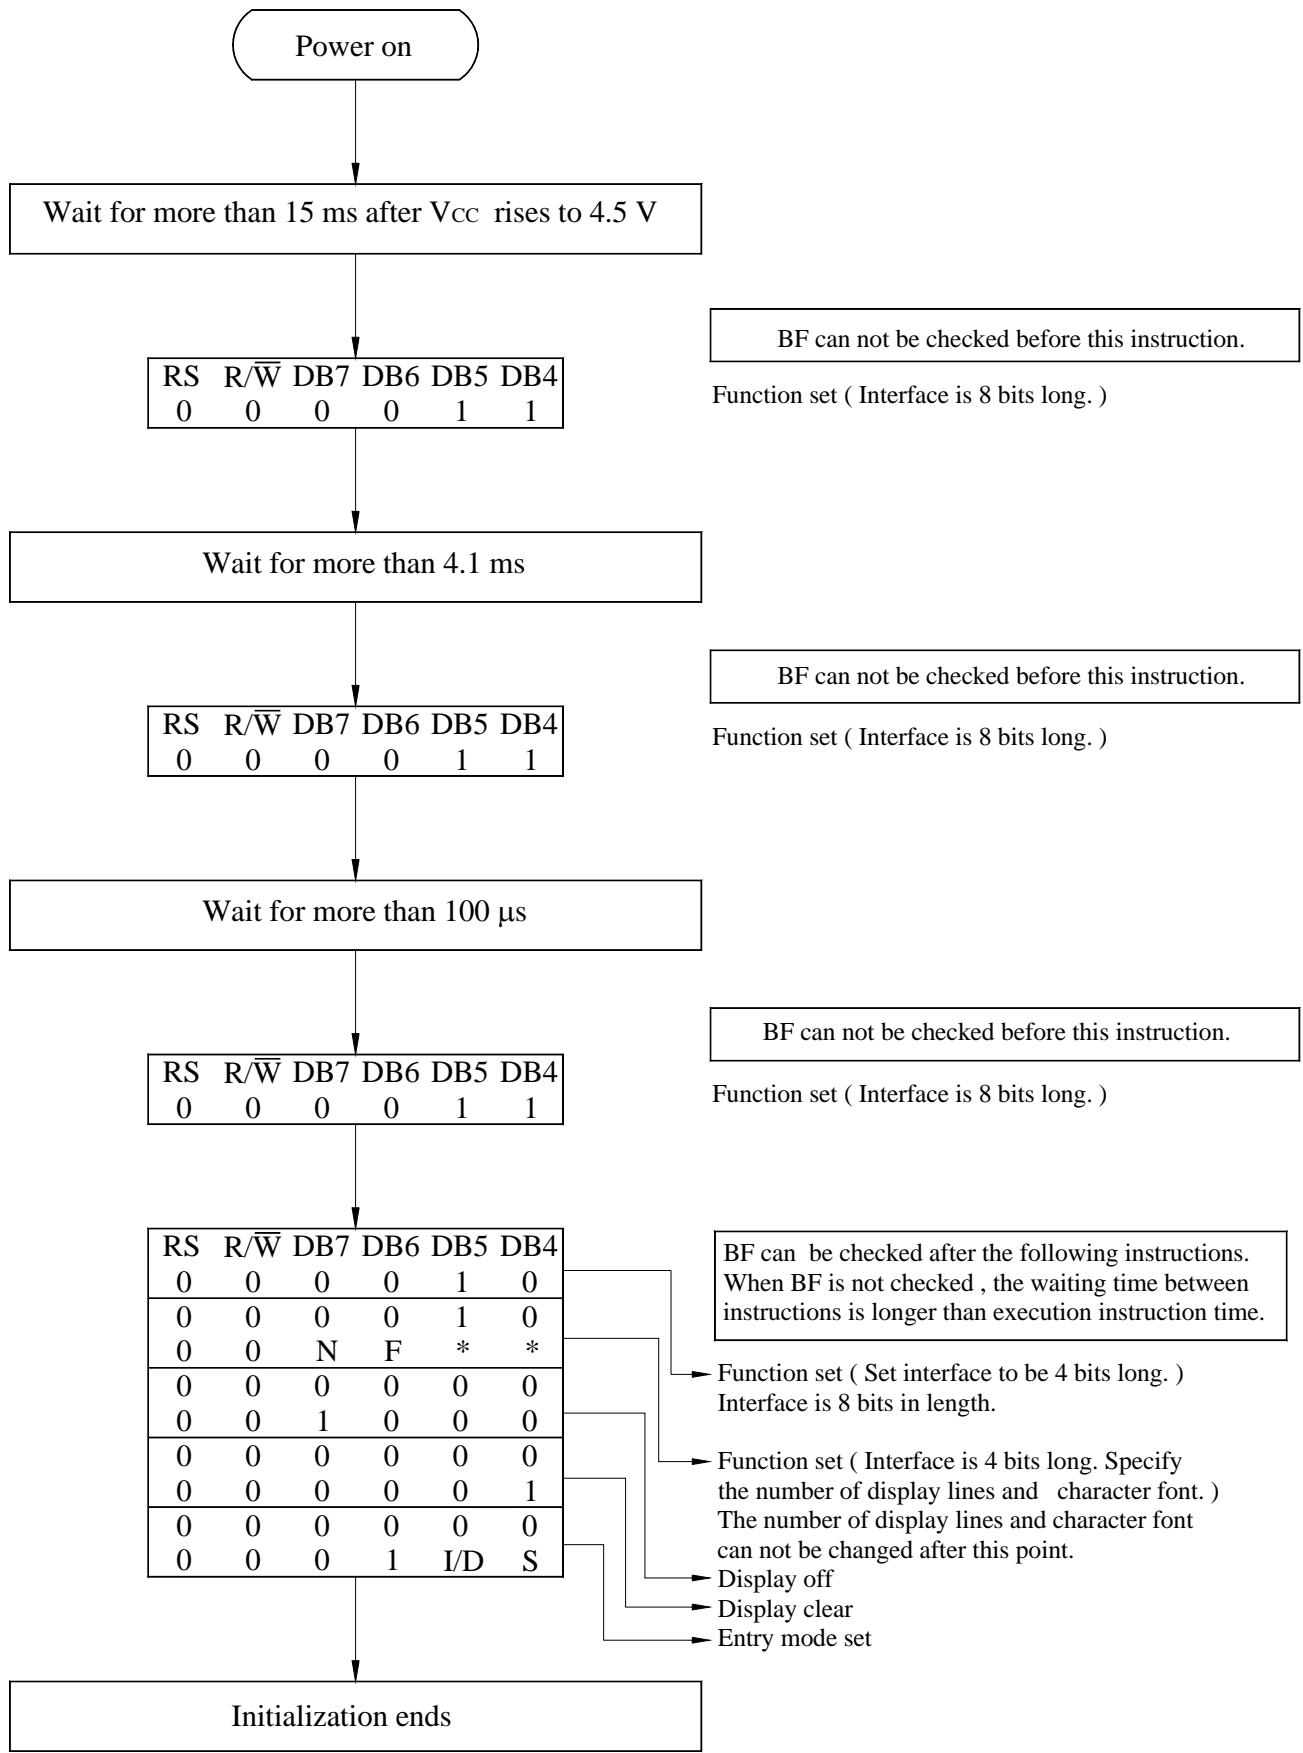 Power on
Wait for more than 15 ms after VCC rises to 4.5 V
BF can not be checked before this instruction.
RS R/W̅ DB7 DB6 DB5 DB4
0 0 0 0 1 1
Function set ( Interface is 8 bits long. )
Wait for more than 4.1 ms
BF can not be checked before this instruction.
RS R/W̅ DB7 DB6 DB5 DB4
0 0 0 0 1 1
Function set ( Interface is 8 bits long. )
Wait for more than 100 μs
BF can not be checked before this instruction.
RS R/W̅ DB7 DB6 DB5 DB4
0 0 0 0 1 1
Function set ( Interface is 8 bits long. )
RS R/W̅ DB7 DB6 DB5 DB4
0 0 0 0 1 0
0 0 0 0 1 0
0 0 N F * *
0 0 0 0 0 0
0 0 1 0 0 0
0 0 0 0 0 0
0 0 0 0 0 1
0 0 0 0 0 0
0 0 0 1 I/D S
BF can be checked after the following instructions.
When BF is not checked , the waiting time between
instructions is longer than execution instruction time.
Function set ( Set interface to be 4 bits long. )
Interface is 8 bits in length.
Function set ( Interface is 4 bits long. Specify
the number of display lines and character font. )
The number of display lines and character font
can not be changed after this point.
Display off
Display clear
Entry mode set
Initialization ends